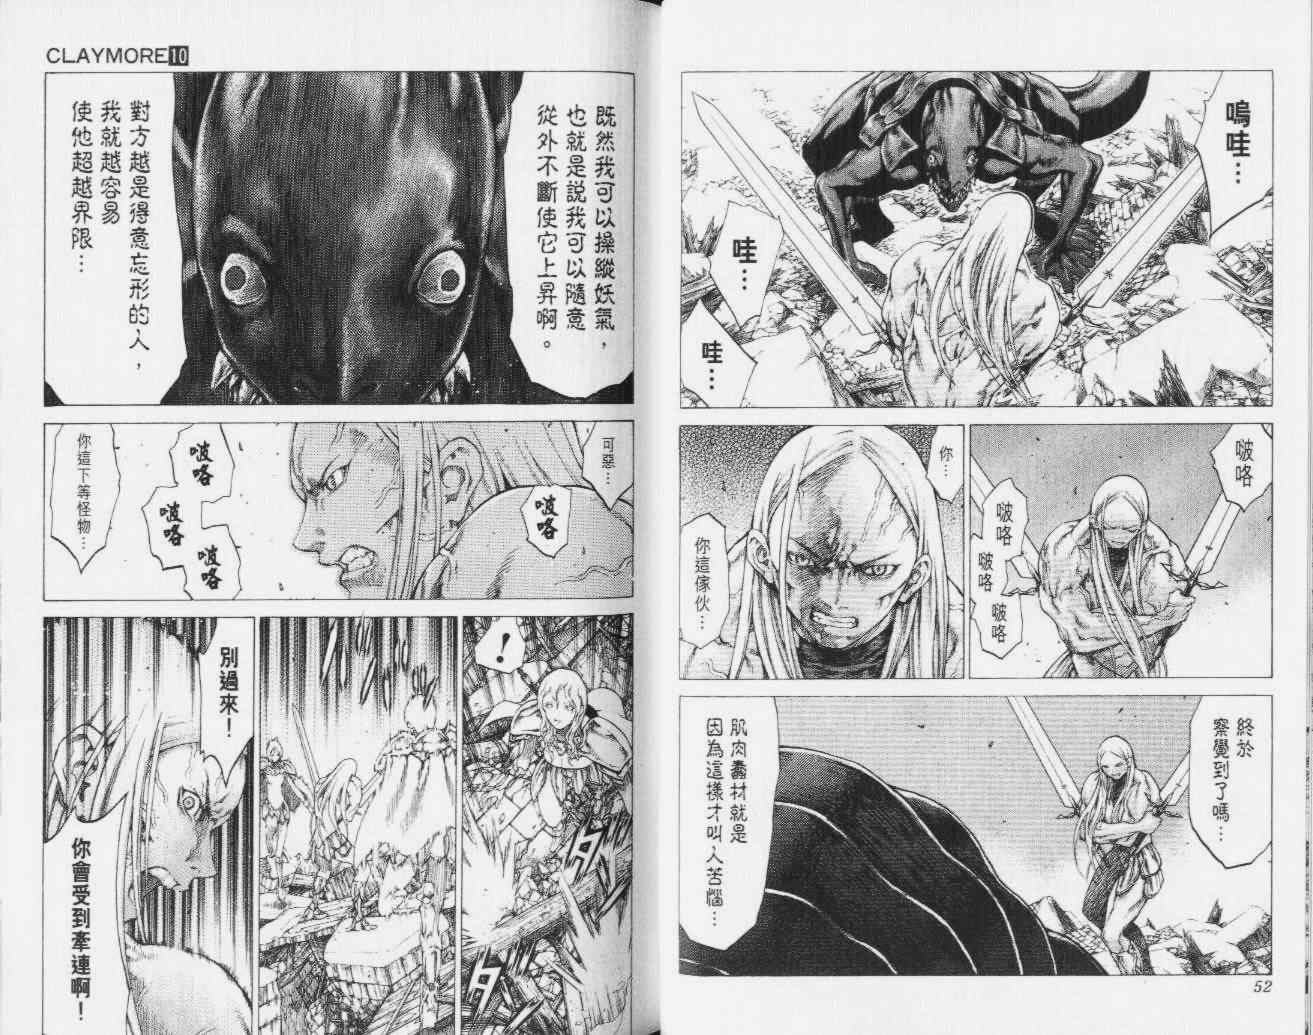 嗚哇…
哇…
哇…
啵咯
啵咯
啵咯
啵咯
你…
你這傢伙…
終於
察覺到了嗎…
肌肉蠢材就是
因為這樣才叫人苦惱…
52
CLAYMORE 10
既然我可以操縱妖氣，
也就是說我可以隨意
從外不斷使它上昇啊。
對方越是得意忘形的人，
我就越容易
使他超越界限…
可惡…
啵咯
啵咯
啵咯
啵咯
你這下等怪物…
！
別過來！
你會受到牽連啊！